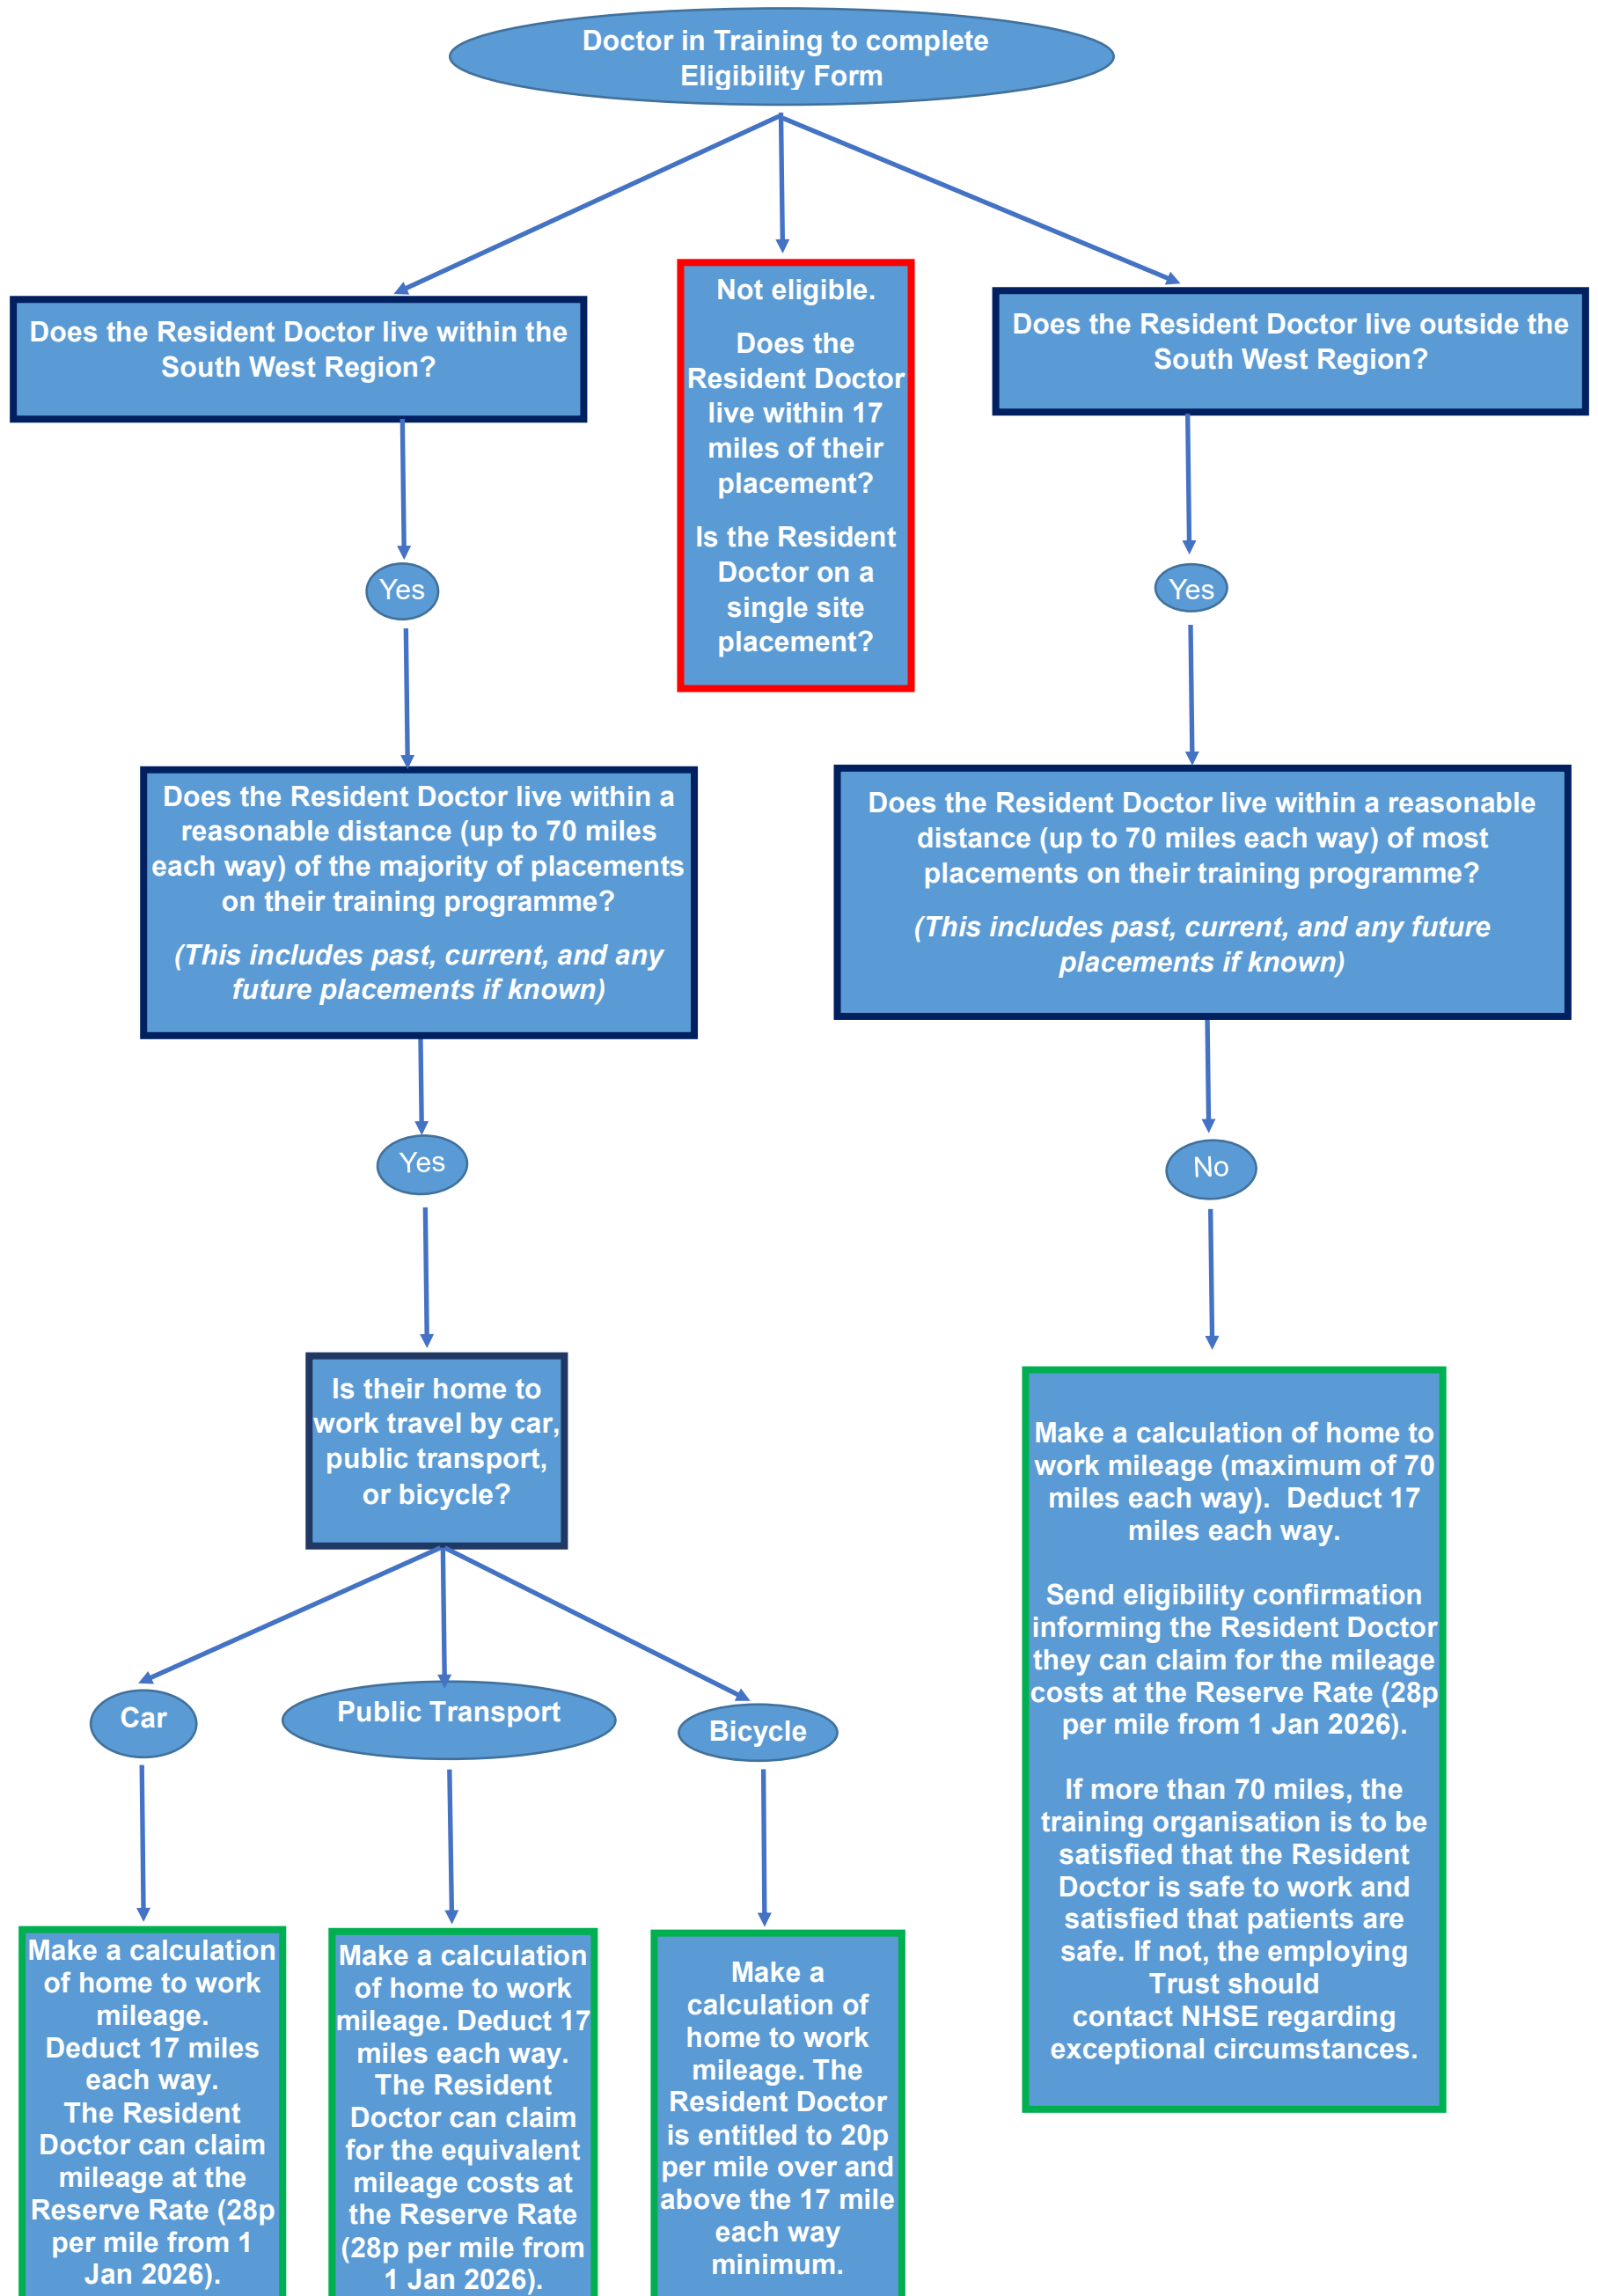 Doctor in Training to complete
Eligibility Form
Does the Resident Doctor live within the
South West Region?
Not eligible.
Does the
Resident Doctor
live within 17
miles of their
placement?
Is the Resident
Doctor on a
single site
placement?
Does the Resident Doctor live outside the
South West Region?
Yes
Yes
Does the Resident Doctor live within a
reasonable distance (up to 70 miles
each way) of the majority of placements
on their training programme?
(This includes past, current, and any
future placements if known)
Does the Resident Doctor live within a reasonable
distance (up to 70 miles each way) of most
placements on their training programme?
(This includes past, current, and any future
placements if known)
Yes
No
Is their home to
work travel by car,
public transport,
or bicycle?
Make a calculation of home to
work mileage (maximum of 70
miles each way).  Deduct 17
miles each way.
Send eligibility confirmation
informing the Resident Doctor
they can claim for the mileage
costs at the Reserve Rate (28p
per mile from 1 Jan 2026).
If more than 70 miles, the
training organisation is to be
satisfied that the Resident
Doctor is safe to work and
satisfied that patients are
safe. If not, the employing
Trust should
contact NHSE regarding
exceptional circumstances.
Car
Public Transport
Bicycle
Make a calculation
of home to work
mileage.
Deduct 17 miles
each way.
The Resident
Doctor can claim
mileage at the
Reserve Rate (28p
per mile from 1
Jan 2026).
Make a calculation
of home to work
mileage. Deduct 17
miles each way.
The Resident
Doctor can claim
for the equivalent
mileage costs at
the Reserve Rate
(28p per mile from
1 Jan 2026).
Make a
calculation of
home to work
mileage. The
Resident Doctor
is entitled to 20p
per mile over and
above the 17 mile
each way
minimum.